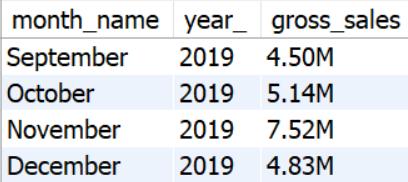 month_name year_ gross_sales
September 2019 4.50M
October 2019 5.14M
November 2019 7.52M
December 2019 4.83M